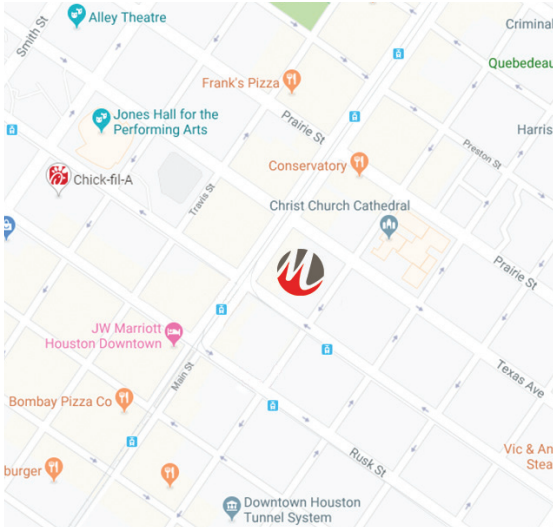 Smith St
Alley Theatre
Criminal
Quebedeau
Frank's Pizza
Jones Hall for the
Performing Arts
Prairie St
Harris
Preston St
Conservatory
Chick-fil-A
Travis St
Christ Church Cathedral
Prairie St
JW Marriott
Houston Downtown
Main St
Texas Ave
Bombay Pizza Co
Rusk St
Vic & An
Stea
burger
Downtown Houston
Tunnel System